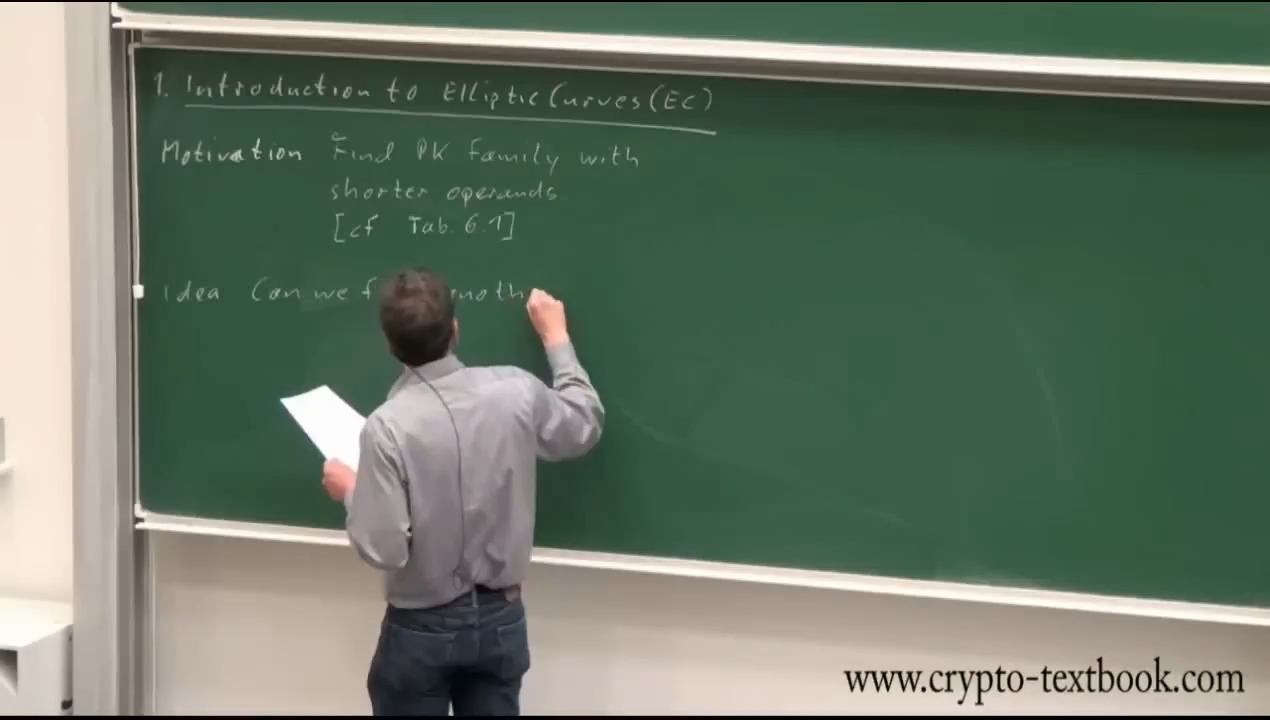 1. Introduction to Elliptic Curves (EC)
Motivation Find PK Family with
shorter operands
[cf Tab. 6.1]
Idea Can we
www.crypto-textbook.com